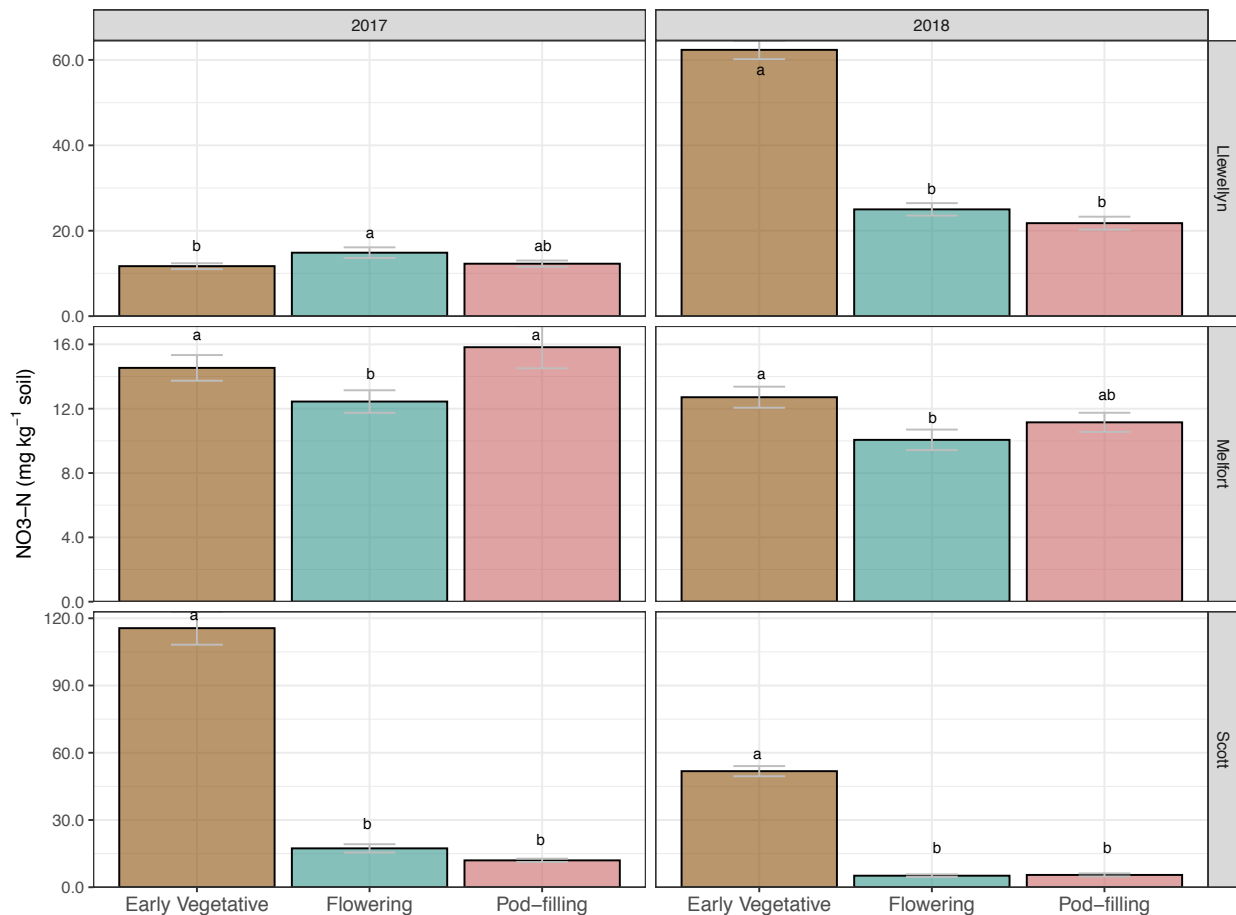 2017 2018
60.0
a
40.0
b
b
20.0
b
a
ab
0.0
Llewellyn
16.0
a
b
a
12.0
a
b
ab
8.0
4.0
0.0
Melfort
NO3−N (mg kg−1 soil)
120.0
a
90.0
60.0
a
30.0
b
b
b
b
0.0
Scott
Early Vegetative Flowering Pod−filling Early Vegetative Flowering Pod−filling